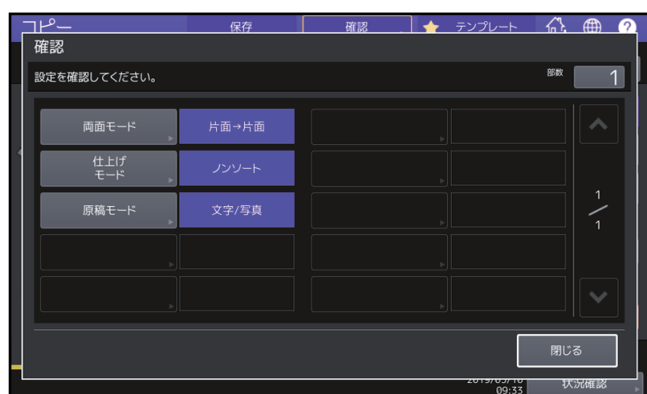 コピー 保存 確認 テンプレート ?
確認
設定を確認してください。 部数 1
両面モード 片面→片面
仕上げ
モード
ノンソート
原稿モード 文字/写真
1
/
1
閉じる
09:33
状況確認